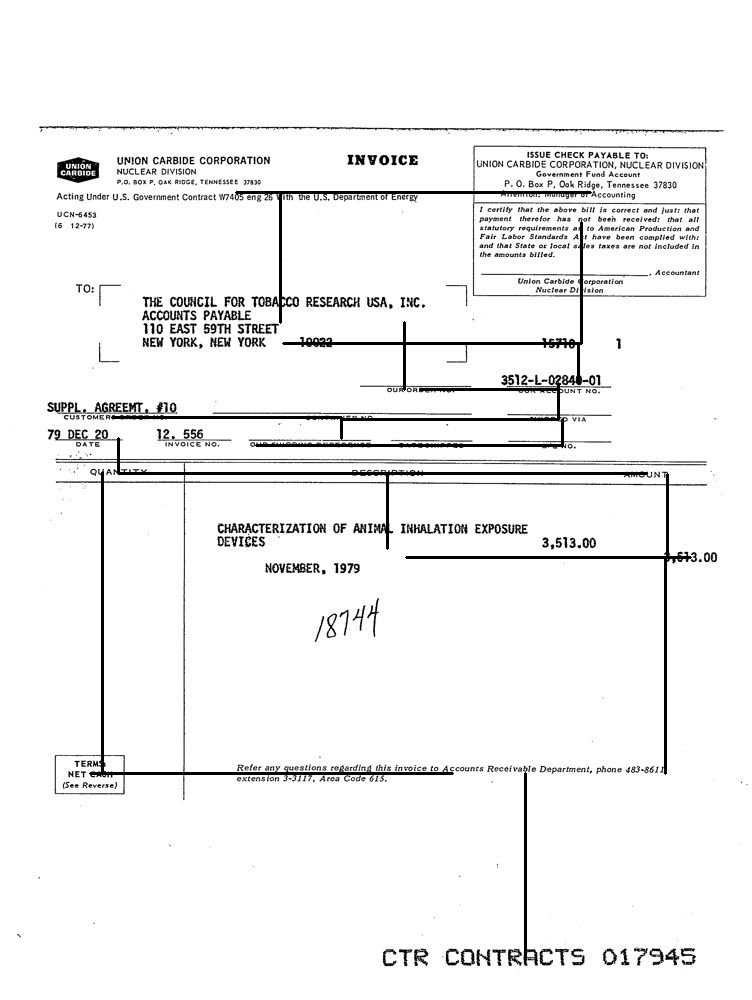 UNION CARBIDE
UNION CARBIDE CORPORATION
NUCLEAR DIVISION
P.O. BOX P, OAK RIDGE, TENNESSEE 37830
INVOICE
ISSUE CHECK PAYABLE TO:
UNION CARBIDE CORPORATION, NUCLEAR DIVISION
Government Fund Account
P. O. Box P, Oak Ridge, Tennessee 37830
Attention: Manager of Accounting
Acting Under U.S. Government Contract W7405 eng 26 With the U.S. Department of Energy
UCN-6453
(6 12-77)
I certify that the above bill is correct and just; that
payment therefor has not been received; that all
statutory requirements as to American Production and
Fair Labor Standards Act have been complied with;
and that State or local sales taxes are not included in
the amounts billed.
, Accountant
Union Carbide Corporation
Nuclear Division
TO:
THE COUNCIL FOR TOBACCO RESEARCH USA, INC.
ACCOUNTS PAYABLE
110 EAST 59TH STREET
NEW YORK, NEW YORK 10022
15710 1
3512-L-02840-01
OUR ORDER NO.
OUR ACCOUNT NO.
SUPPL. AGREEMT. #10
CUSTOMERS ORDER NO.
CONTAINER NO.
SHIPPED VIA
79 DEC 20 12. 556
DATE
INVOICE NO.
OUR SHIPPING REFERENCE
DATE SHIPPED
B/L NO.
QUANTITY DESCRIPTION AMOUNT
CHARACTERIZATION OF ANIMAL INHALATION EXPOSURE
DEVICES 3,513.00
3,513.00
NOVEMBER, 1979
18744
TERMS
NET CASH
(See Reverse)
Refer any questions regarding this invoice to Accounts Receivable Department, phone 483-8611,
extension 3-3117, Area Code 615.
CTR CONTRACTS 017945